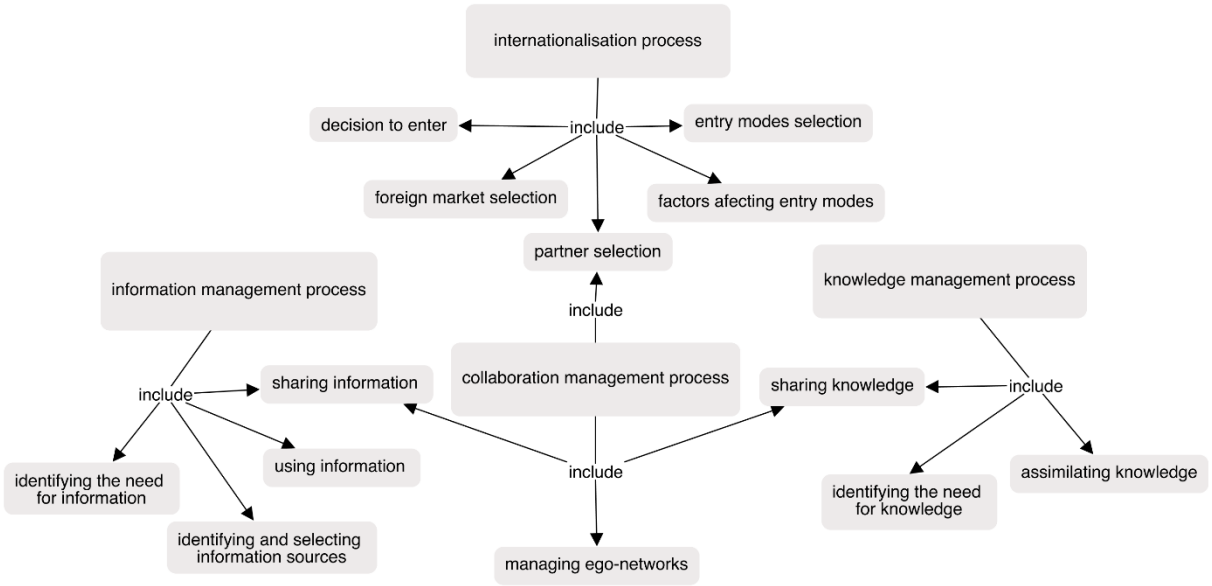 internationalisation process
decision to enter
include
entry modes selection
foreign market selection
factors afecting entry modes
partner selection
information management process
knowledge management process
include
collaboration management process
include
sharing information
sharing knowledge
include
using information
include
identifying the need
for information
assimilating knowledge
identifying the need
for knowledge
identifying and selecting
information sources
managing ego-networks